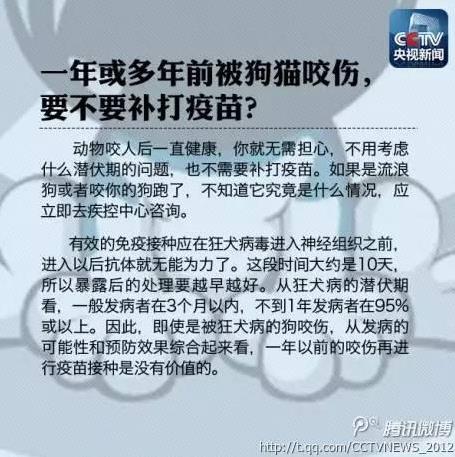 CCTV
央视新闻
一年或多年前被狗猫咬伤，
要不要补打疫苗？
动物咬人后一直健康，你就无需担心，不用考虑
什么潜伏期的问题，也不需要补打疫苗。如果是流浪
狗或者咬你的狗跑了，不知道它究竟是什么情况，应
立即去疾控中心咨询。
有效的免疫接种应在狂犬病毒进入神经组织之前，
进入以后抗体就无能为力了。这段时间大约是10天，
所以暴露后的处理要越早越好。从狂犬病的潜伏期
看，一般发病者在3个月以内，不到1年发病者在95%
或以上。因此，即使是被狂犬病的狗咬伤，从发病的
可能性和预防效果综合起来看，一年以前的咬伤再进
行疫苗接种是没有价值的。
腾讯微博
http://t.qq.com/CCTVNEWS_2012